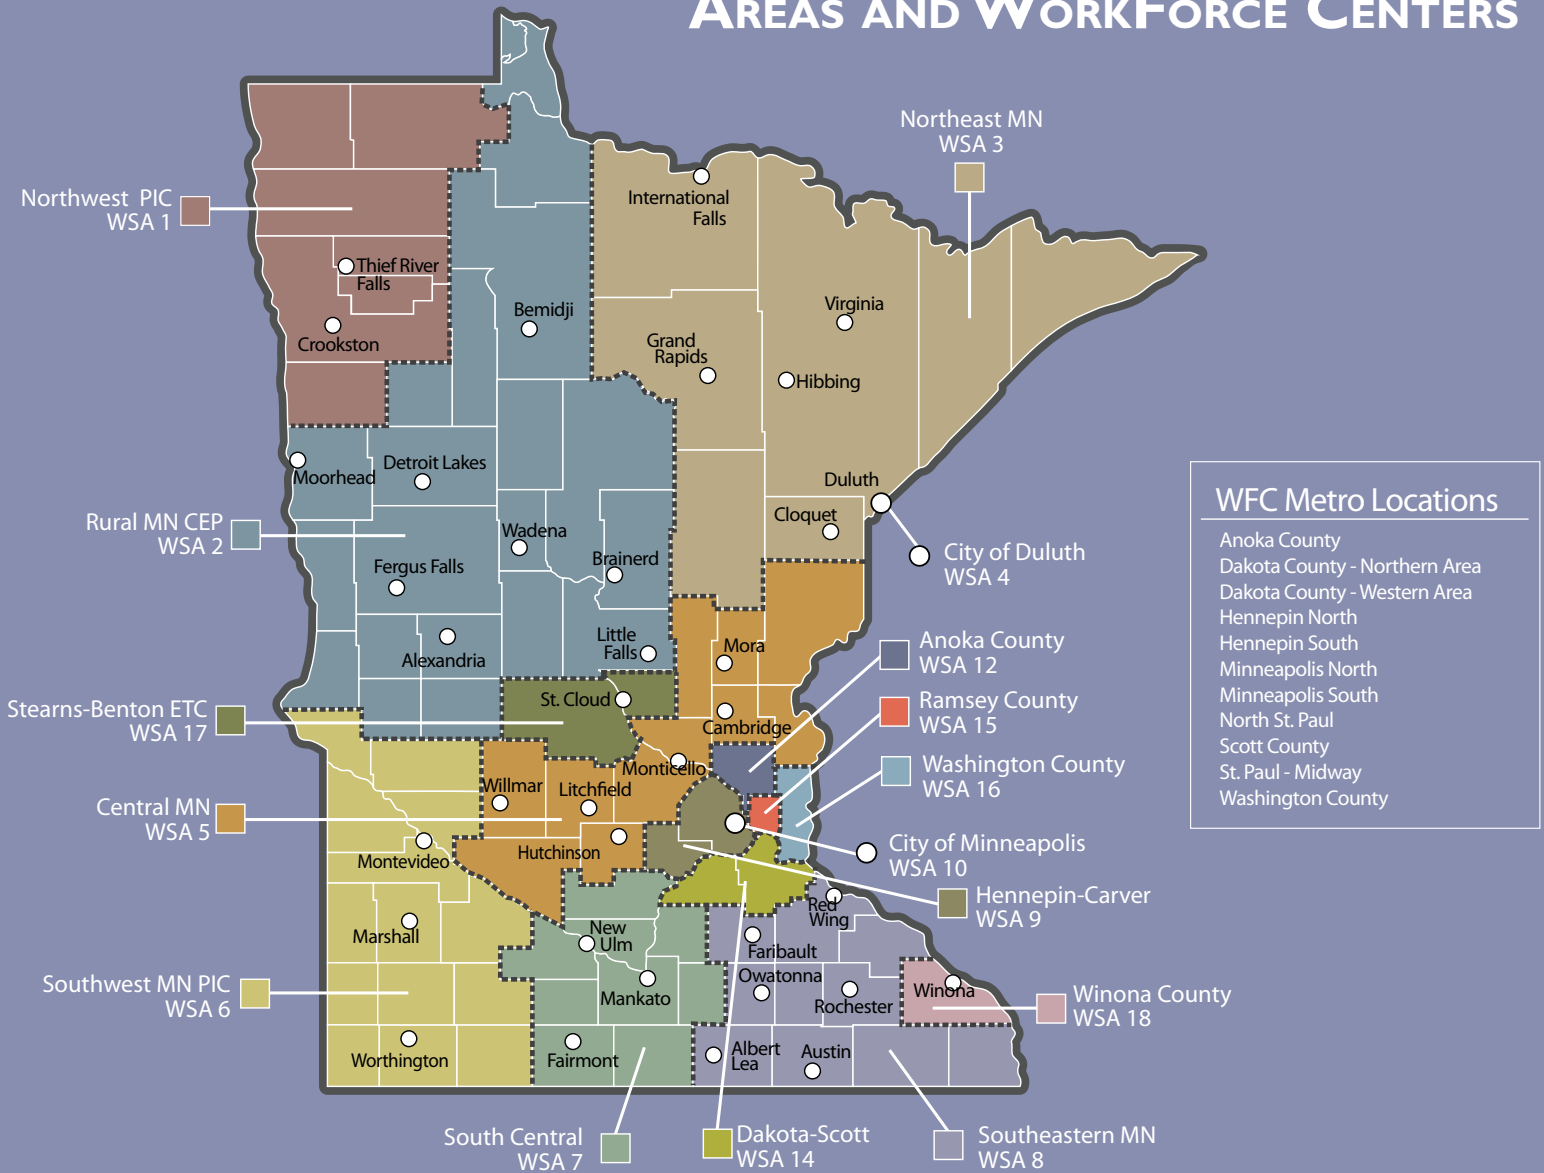 AREAS AND WORKFORCE CENTERS
Northeast MN
WSA 3
Northwest PIC
WSA 1
International
Falls
Thief River
Falls
Bemidji
Virginia
Crookston
Grand
Rapids
Hibbing
Moorhead
Detroit Lakes
Duluth
Cloquet
Rural MN CEP
WSA 2
Wadena
Brainerd
Fergus Falls
City of Duluth
WSA 4
WFC Metro Locations
Anoka County
Dakota County - Northern Area
Dakota County - Western Area
Hennepin North
Hennepin South
Minneapolis North
Minneapolis South
North St. Paul
Scott County
St. Paul - Midway
Washington County
Little
Falls
Mora
Alexandria
Anoka County
WSA 12
Stearns-Benton ETC
WSA 17
St. Cloud
Cambridge
Ramsey County
WSA 15
Monticello
Washington County
WSA 16
Willmar
Litchfield
Central MN
WSA 5
Hutchinson
Montevideo
City of Minneapolis
WSA 10
Hennepin-Carver
WSA 9
Red
Wing
Marshall
New
Ulm
Faribault
Owatonna
Southwest MN PIC
WSA 6
Mankato
Rochester
Winona
Winona County
WSA 18
Worthington
Fairmont
Albert
Lea
Austin
South Central
WSA 7
Dakota-Scott
WSA 14
Southeastern MN
WSA 8